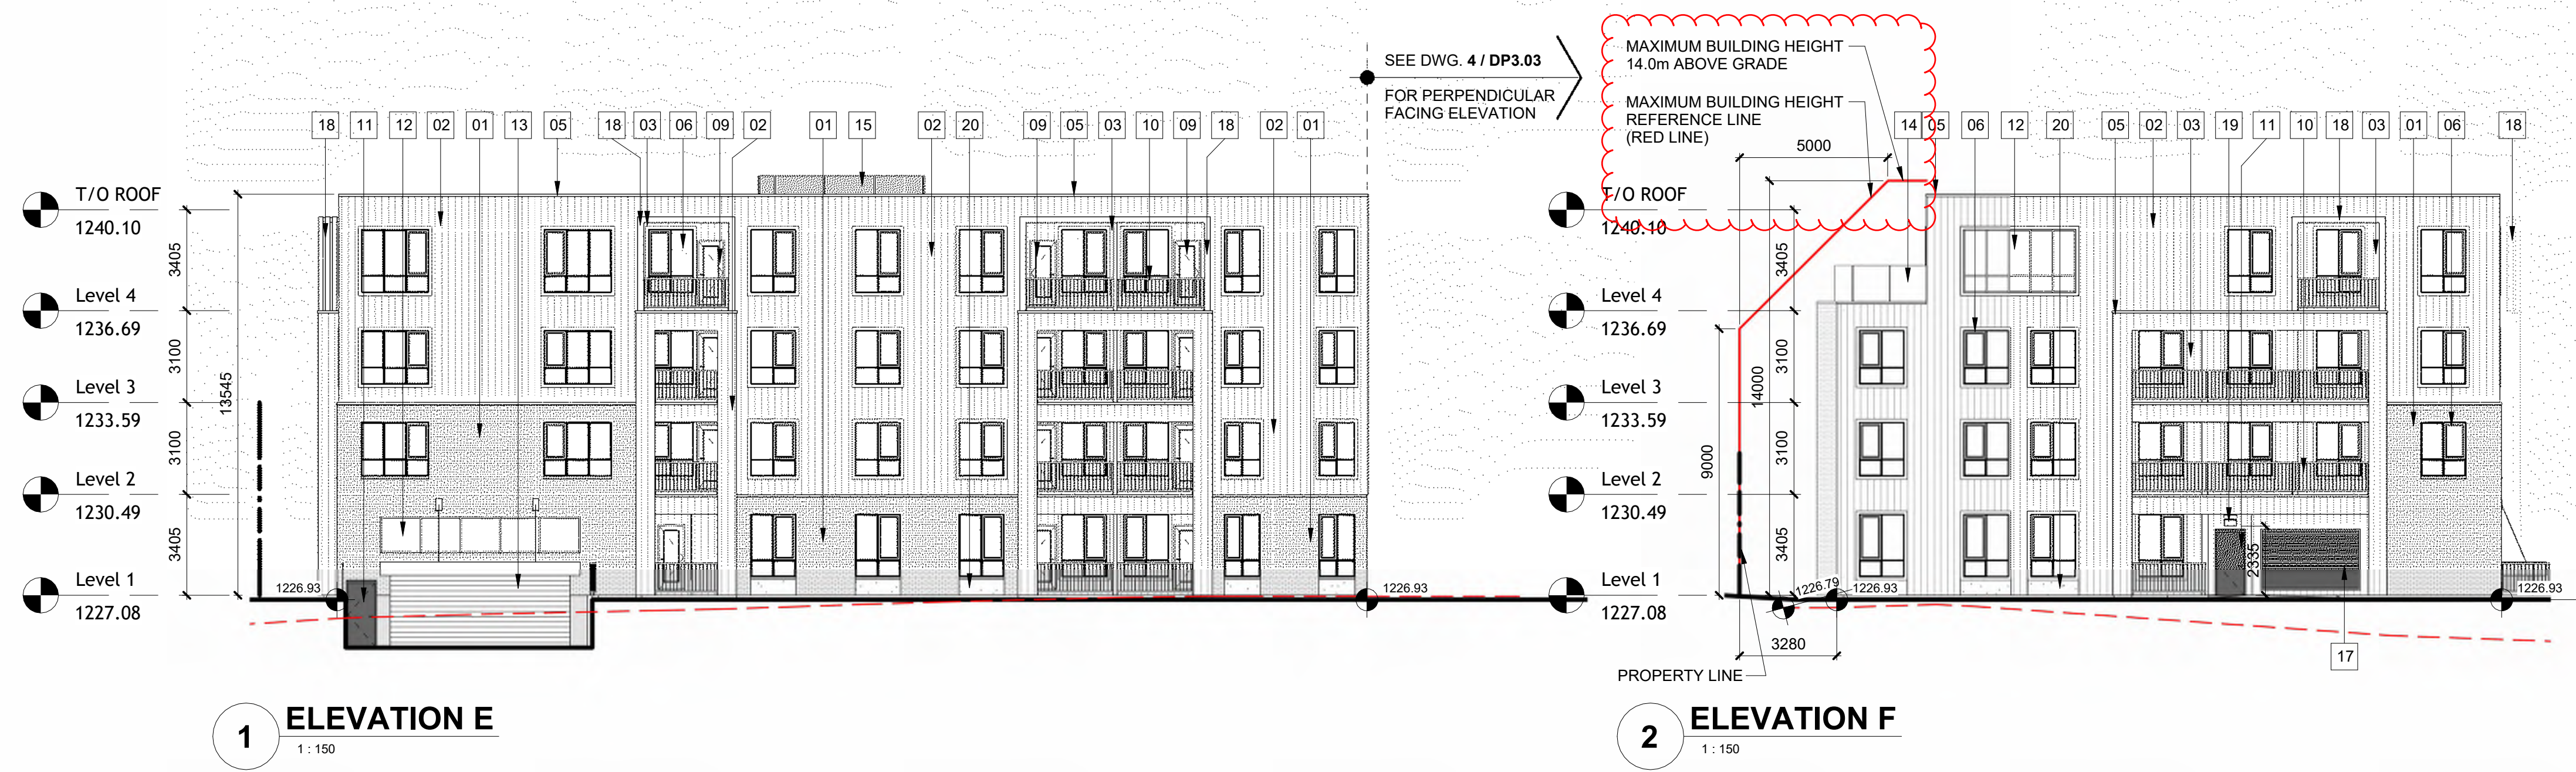 SEE DWG. 4 / DP3.03
FOR PERPENDICULAR
FACING ELEVATION
18 11 12 02 01 13 05 18 03 06 09 02 01 15 02 20 09 05 03 10 09 18 02 01
T/O ROOF
1240.10
3405
Level 4
1236.69
3100
Level 3
1233.59
3100
Level 2
1230.49
3405
Level 1
1227.08
13545
1226.93
1226.93
1 ELEVATION E
1 : 150
MAXIMUM BUILDING HEIGHT
14.0m ABOVE GRADE
MAXIMUM BUILDING HEIGHT
REFERENCE LINE
(RED LINE)
14 05 06 12 20 05 02 03 19 11 10 18 03 01 06 18
5000
T/O ROOF
1240.10
3405
Level 4
1236.69
3100
Level 3
1233.59
3100
Level 2
1230.49
3405
Level 1
1227.08
14000
9000
2335
1226.79
1226.93
1226.93
3280
17
PROPERTY LINE
2 ELEVATION F
1 : 150